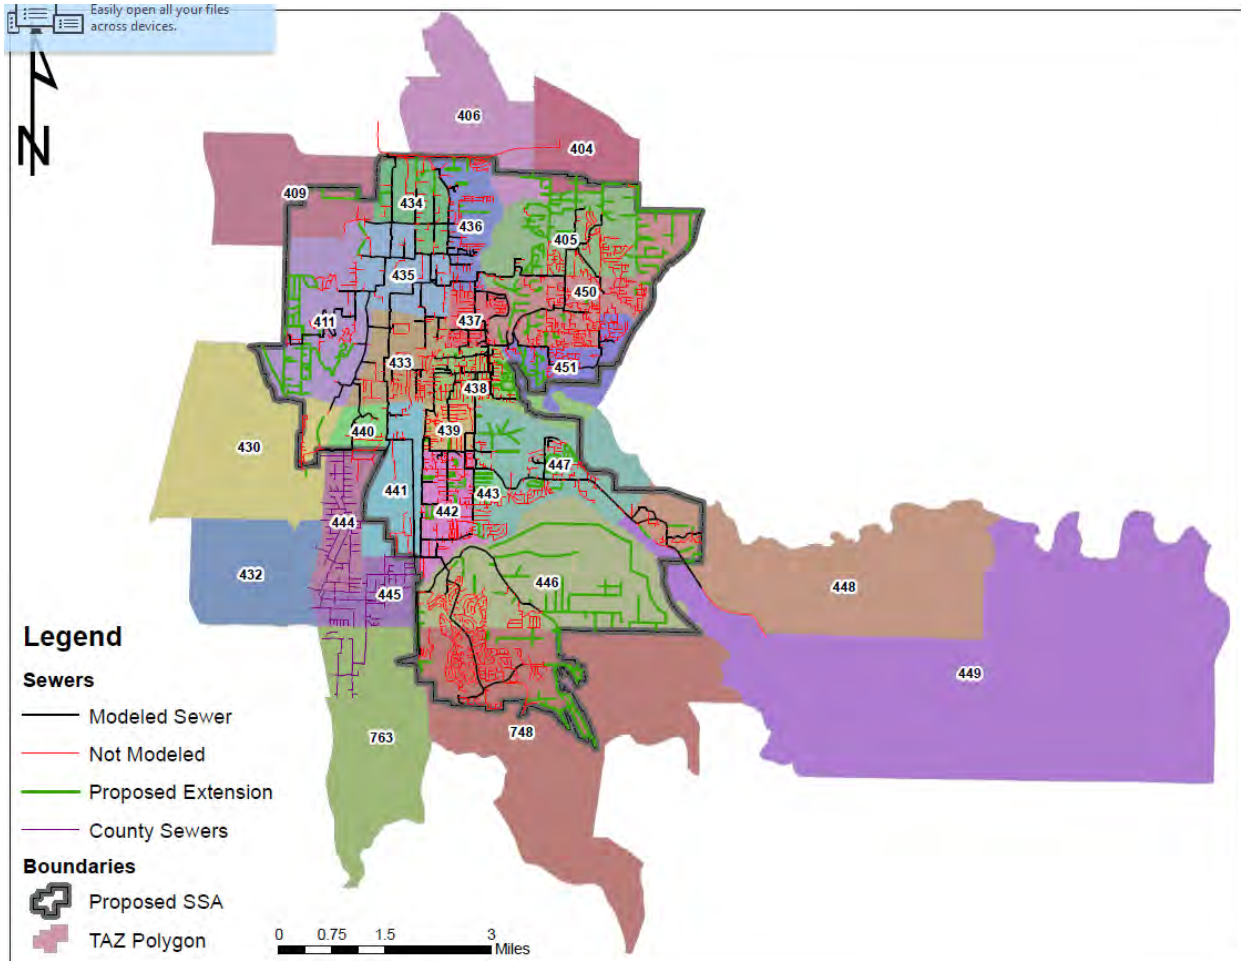 Easily open all your files
across devices.
N
406
404
409
434
436
405
435
450
411
437
433
451
438
430
440
439
447
441
443
444
442
432
446
448
445
449
763
748
Legend
Sewers
Modeled Sewer
Not Modeled
Proposed Extension
County Sewers
Boundaries
Proposed SSA
TAZ Polygon
0 0.75 1.5 3
Miles